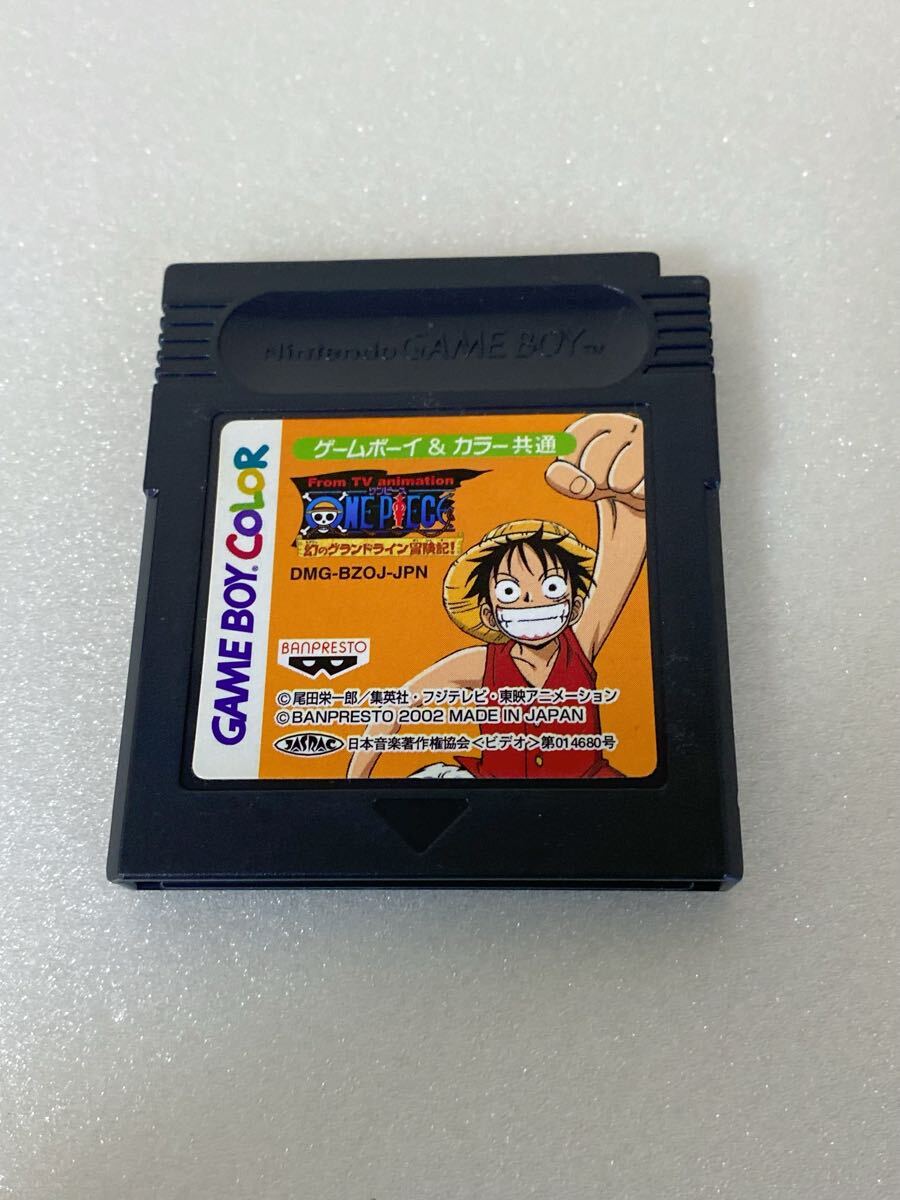 Nintendo GAME BOY TM
GAME BOY COLOR
ゲームボーイ & カラー共通
From TV animation
ワンピース
ONE PIECE
幻のグランドライン冒険記!
DMG-BZOJ-JPN
BANPRESTO
©尾田栄一郎/集英社・フジテレビ・東映アニメーション
©BANPRESTO 2002 MADE IN JAPAN
JASRAC 日本音楽著作権協会<ビデオ>第014680号